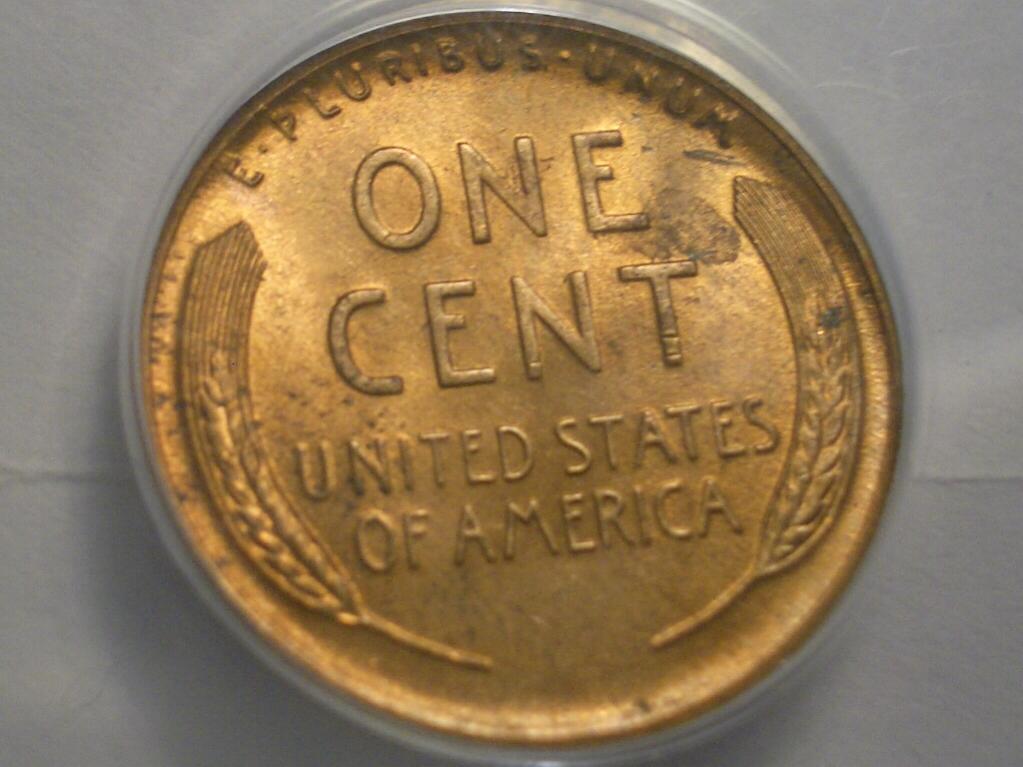 E·PLURIBUS·UNUM
ONE
CENT
UNITED STATES
OF AMERICA